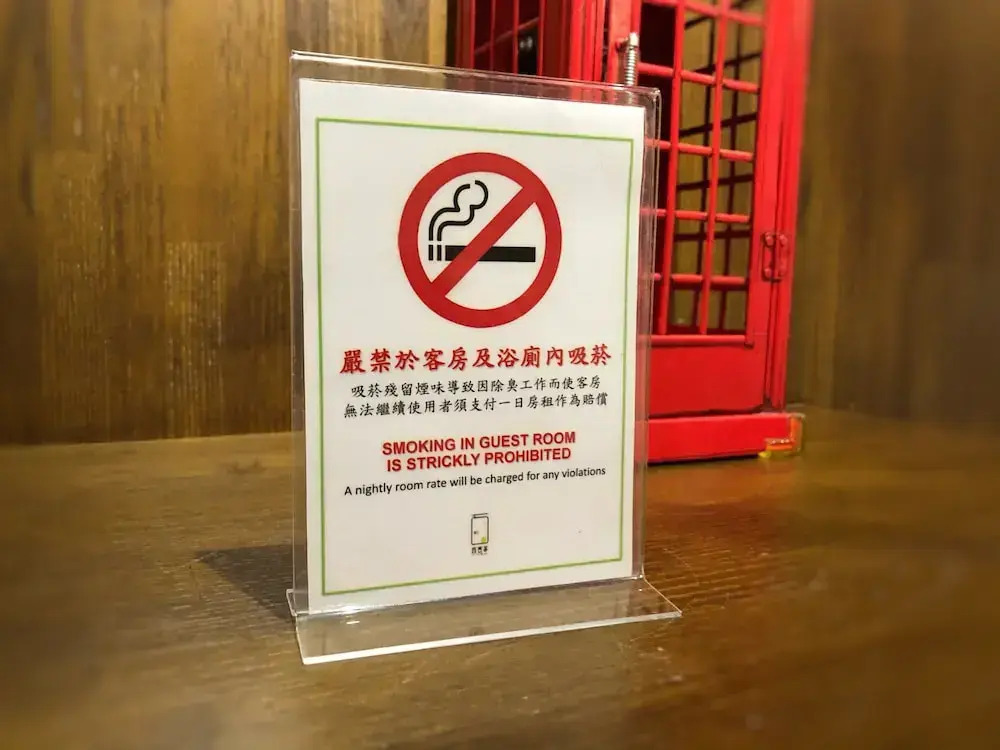 嚴禁於客房及浴廁內吸菸
吸菸殘留煙味導致因除臭工作而使客房
無法繼續使用者須支付一日房租作為賠償
SMOKING IN GUEST ROOM
IS STRICKLY PROHIBITED
A nightly room rate will be charged for any violations